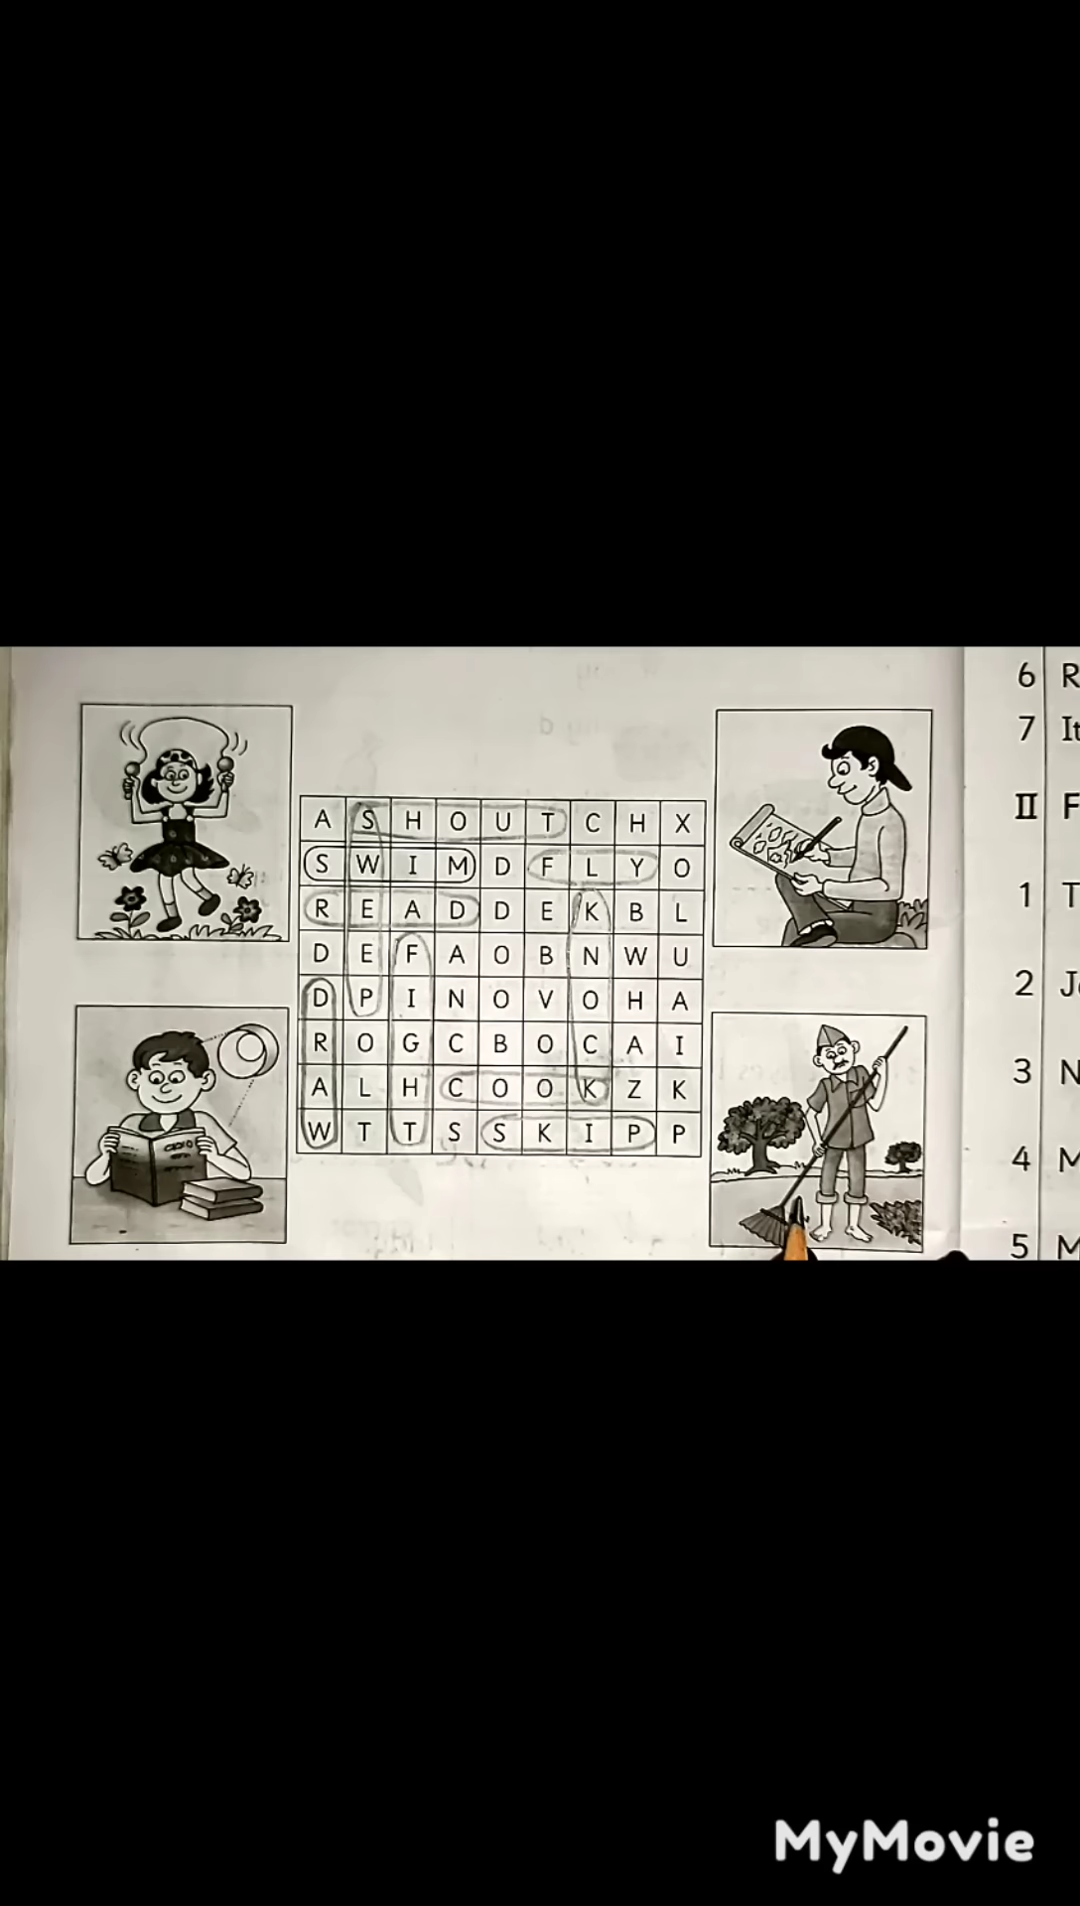 A S H O U T C H X
S W I M D F L Y O
R E A D D E K B L
D E F A O B N W U
D P I N O V O H A
R O G C B O C A I
A L H C O O K Z K
W T T S S K I P P
6 R
7 It
II F
1 T
2 J
3 N
4 M
5 M
MyMovie